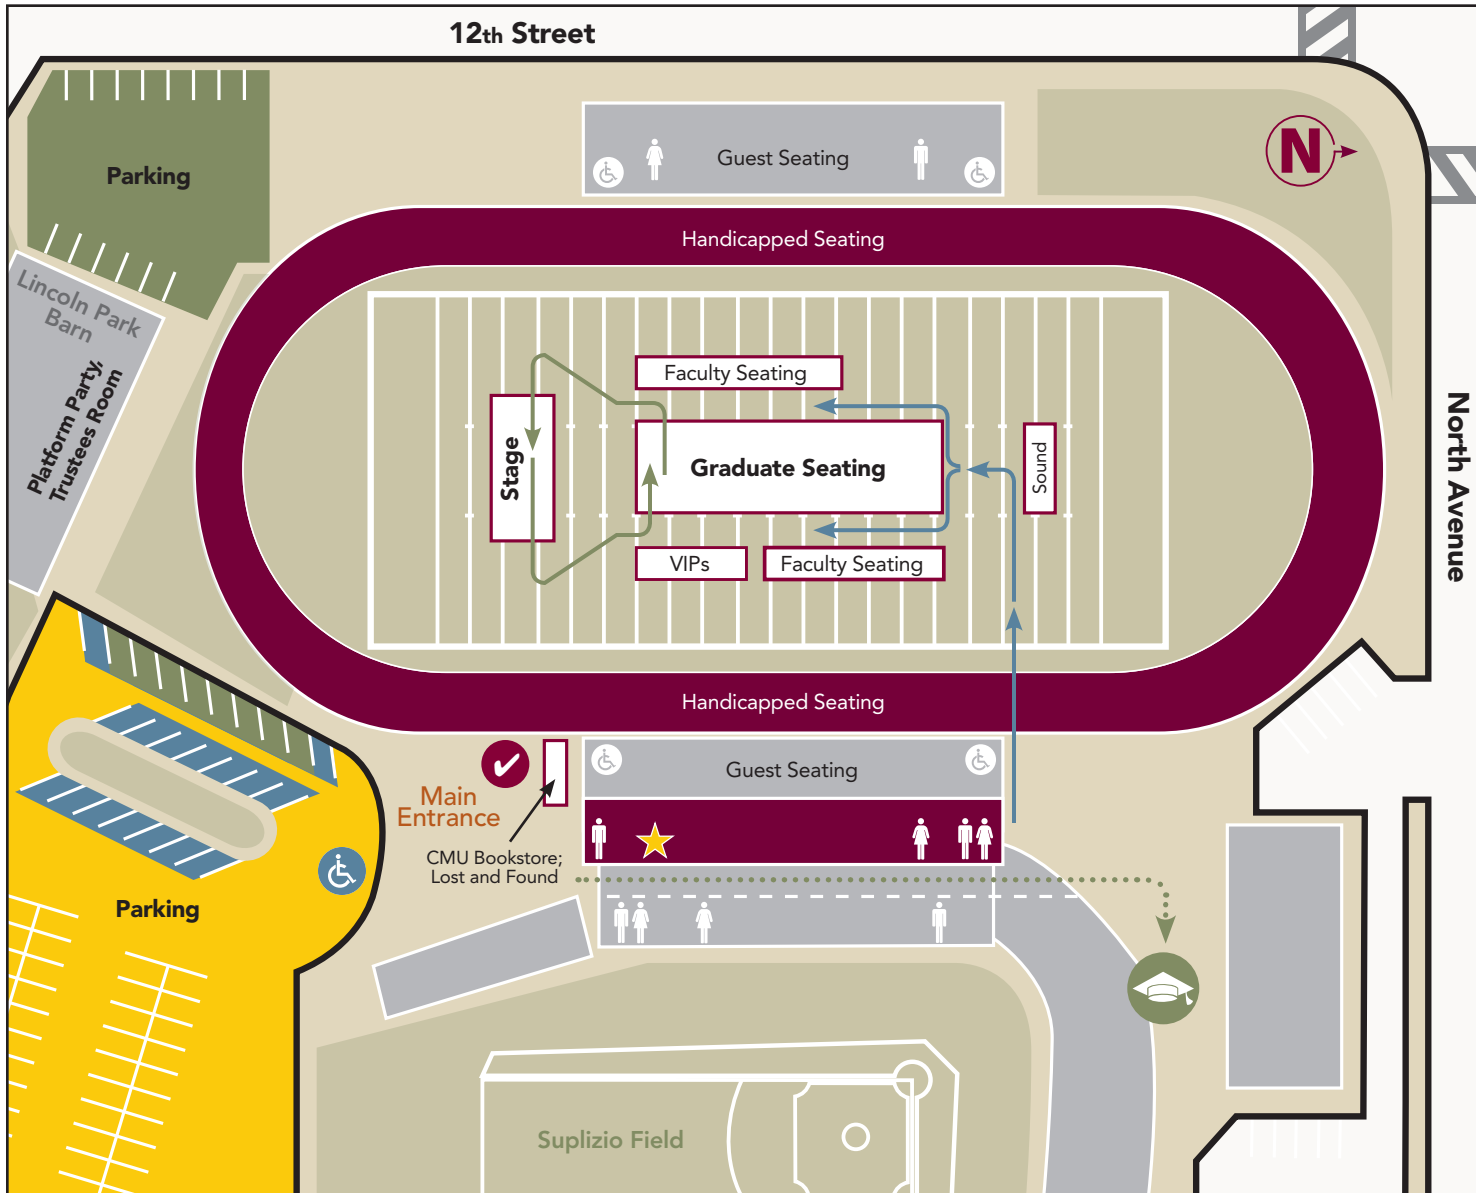 12th Street
Parking
Guest Seating
N
Handicapped Seating
Lincoln Park
Barn
Platform Party,
Trustees Room
Faculty Seating
Stage
Graduate Seating
Sound
North Avenue
VIPs
Faculty Seating
Handicapped Seating
Guest Seating
Main
Entrance
CMU Bookstore;
Lost and Found
Parking
Suplizio Field